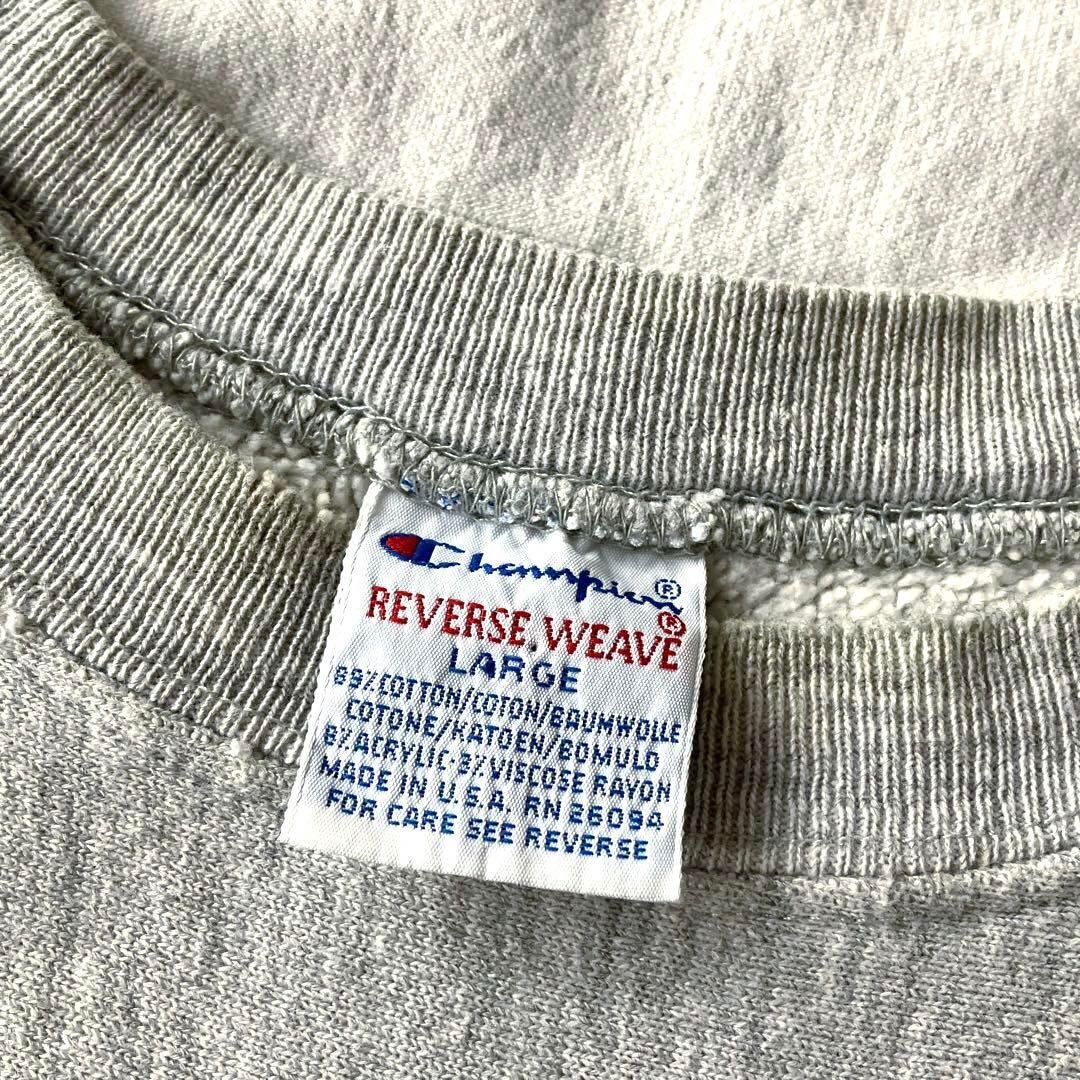 Champion®
REVERSE WEAVE®
LARGE
89% COTTON/COTON/BAUMWOLLE
COTONE/KATOEN/BOMULD
8% ACRYLIC·3% VISCOSE RAYON
MADE IN U.S.A. RN 26094
FOR CARE SEE REVERSE